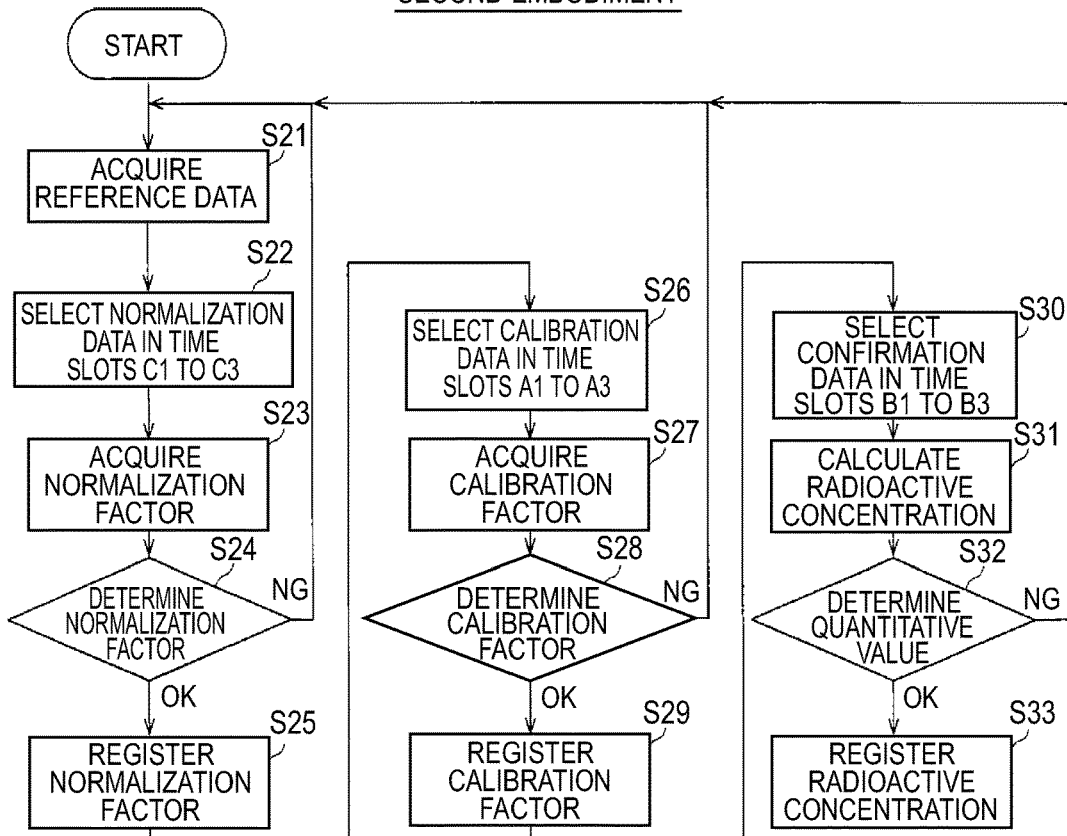 SECOND EMBODIMENT
START
S21
ACQUIRE
REFERENCE DATA
S22
SELECT NORMALIZATION
DATA IN TIME
SLOTS C1 TO C3
S23
ACQUIRE
NORMALIZATION
FACTOR
S24
DETERMINE
NORMALIZATION
FACTOR
NG
OK
S25
REGISTER
NORMALIZATION
FACTOR
S26
SELECT CALIBRATION
DATA IN TIME
SLOTS A1 TO A3
S27
ACQUIRE
CALIBRATION
FACTOR
S28
DETERMINE
CALIBRATION
FACTOR
NG
OK
S29
REGISTER
CALIBRATION
FACTOR
S30
SELECT
CONFIRMATION
DATA IN TIME
SLOTS B1 TO B3
S31
CALCULATE
RADIOACTIVE
CONCENTRATION
S32
DETERMINE
QUANTITATIVE
VALUE
NG
OK
S33
REGISTER
RADIOACTIVE
CONCENTRATION